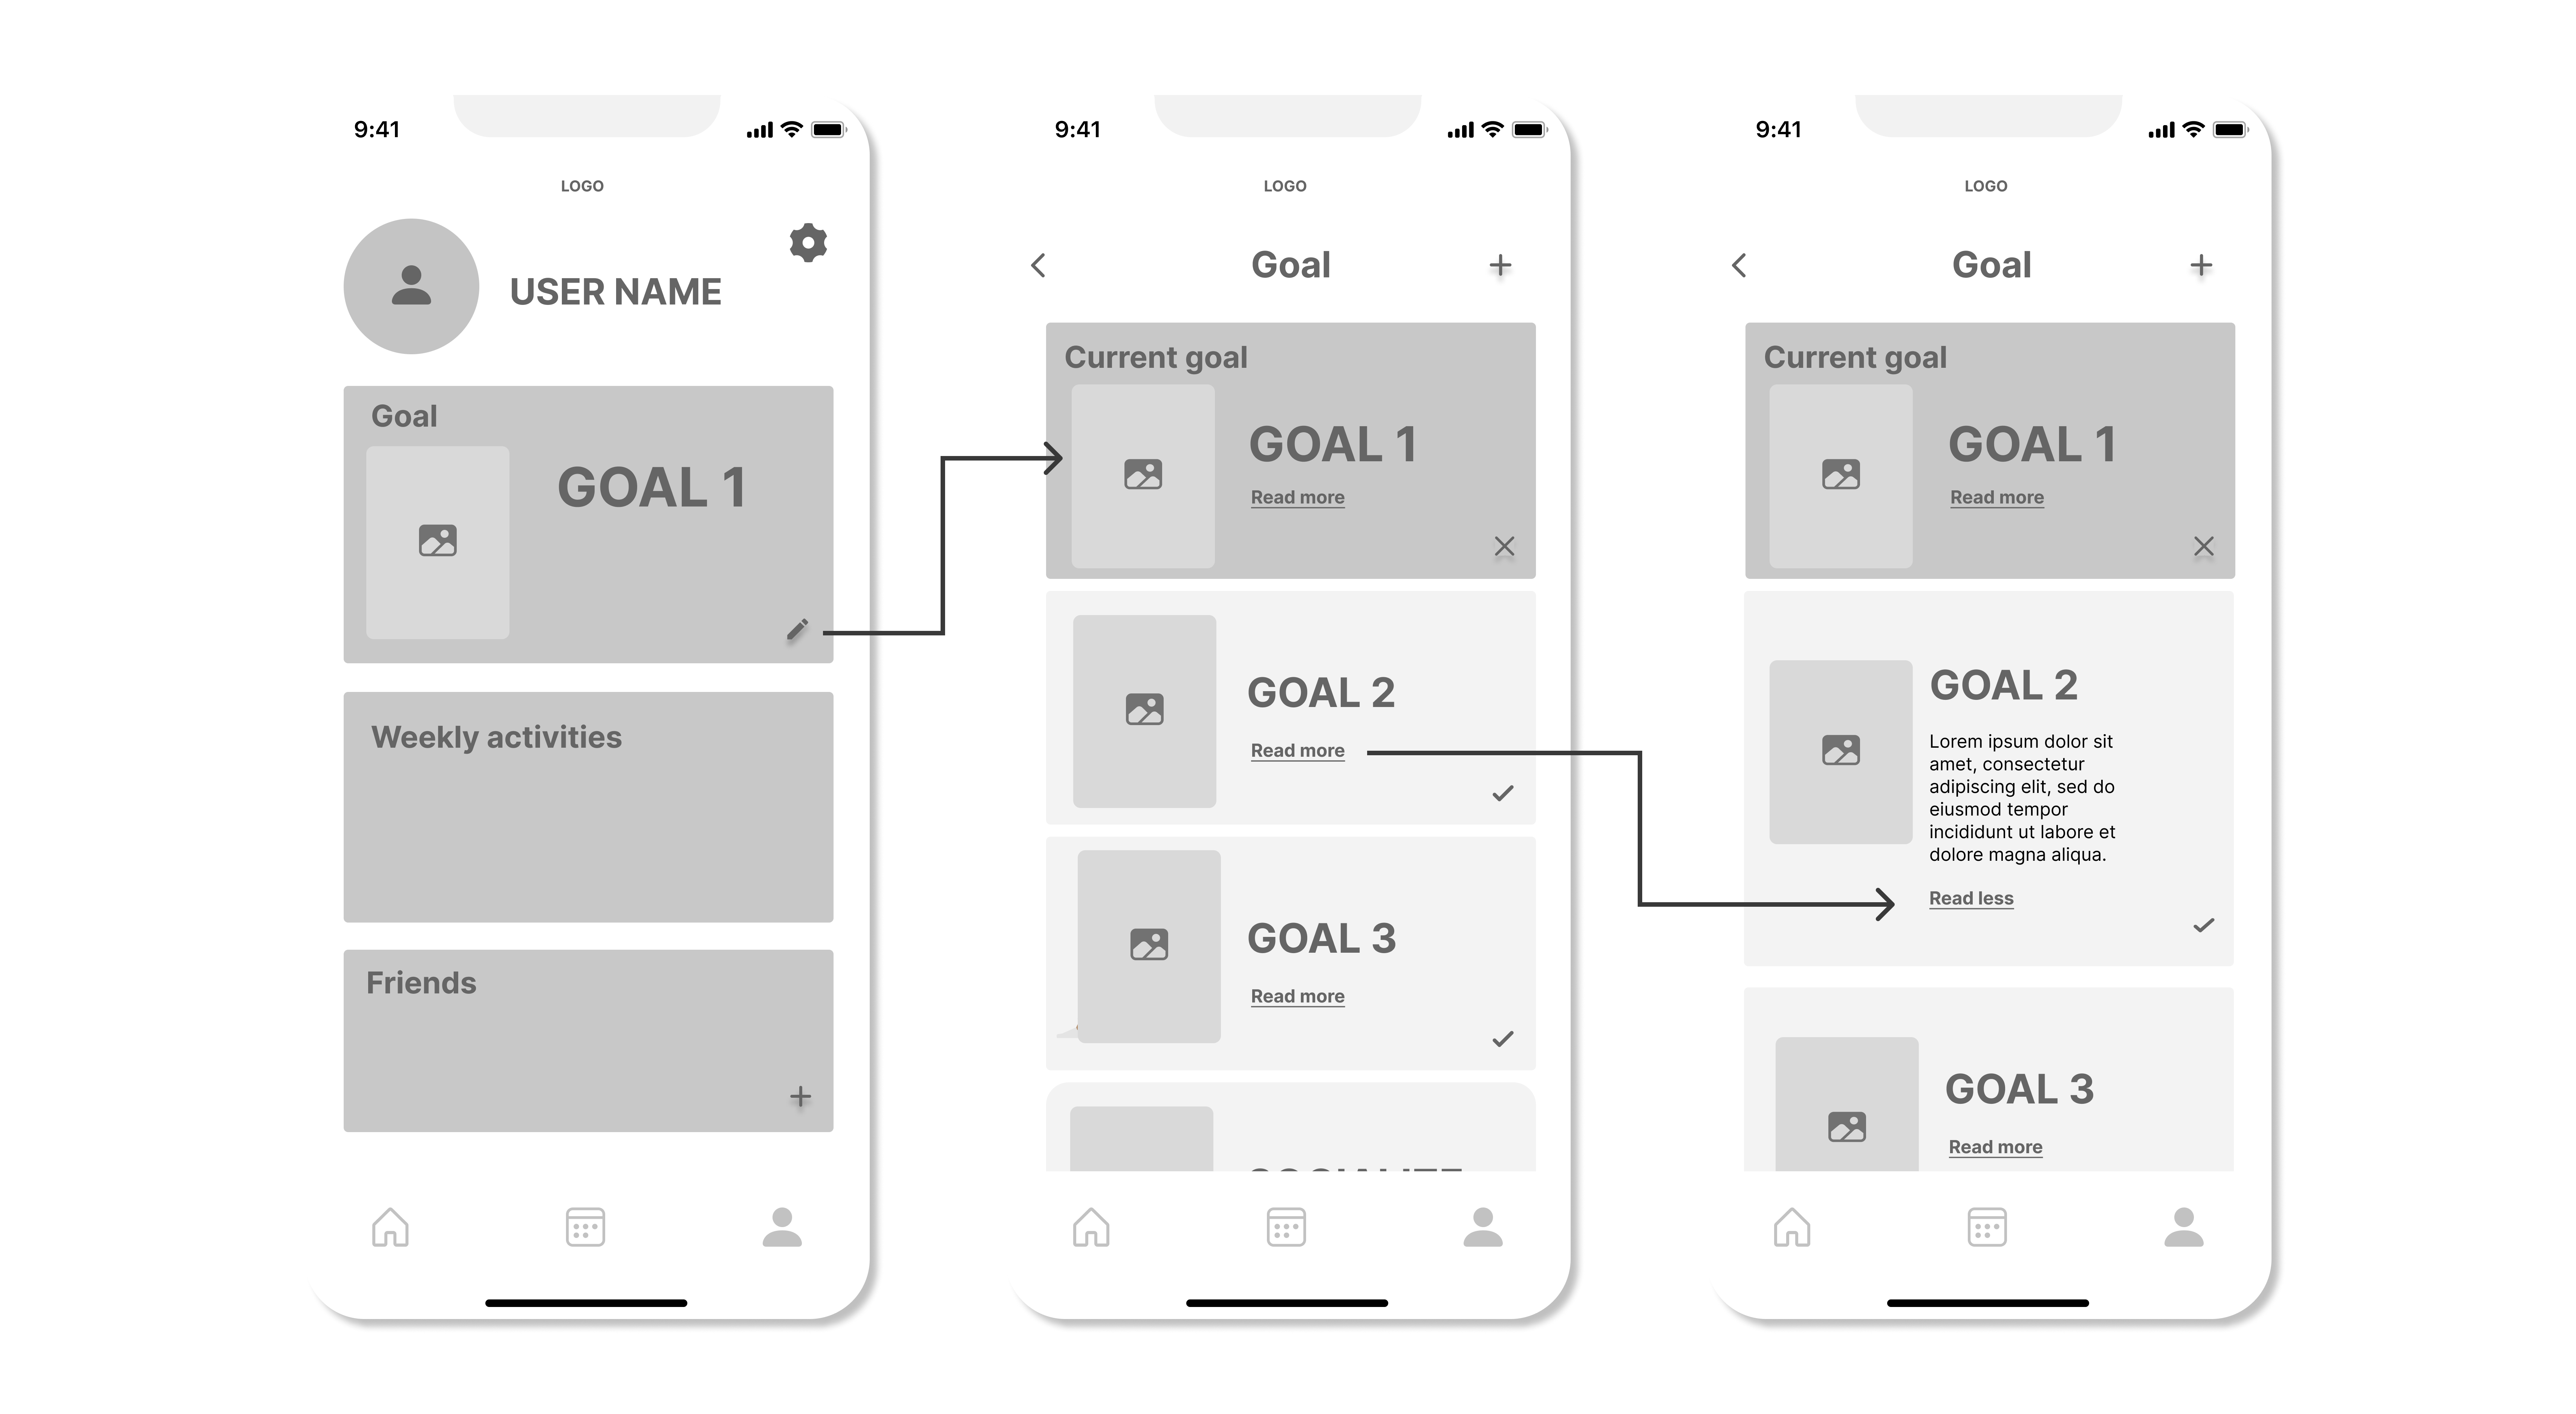 9:41
LOGO
USER NAME
Goal
GOAL 1
Weekly activities
Friends
9:41
LOGO
Goal
Current goal
GOAL 1
Read more
GOAL 2
Read more
GOAL 3
Read more
9:41
LOGO
Goal
Current goal
GOAL 1
Read more
GOAL 2
Lorem ipsum dolor sit
amet, consectetur
adipiscing elit, sed do
eiusmod tempor
incididunt ut labore et
dolore magna aliqua.
Read less
GOAL 3
Read more